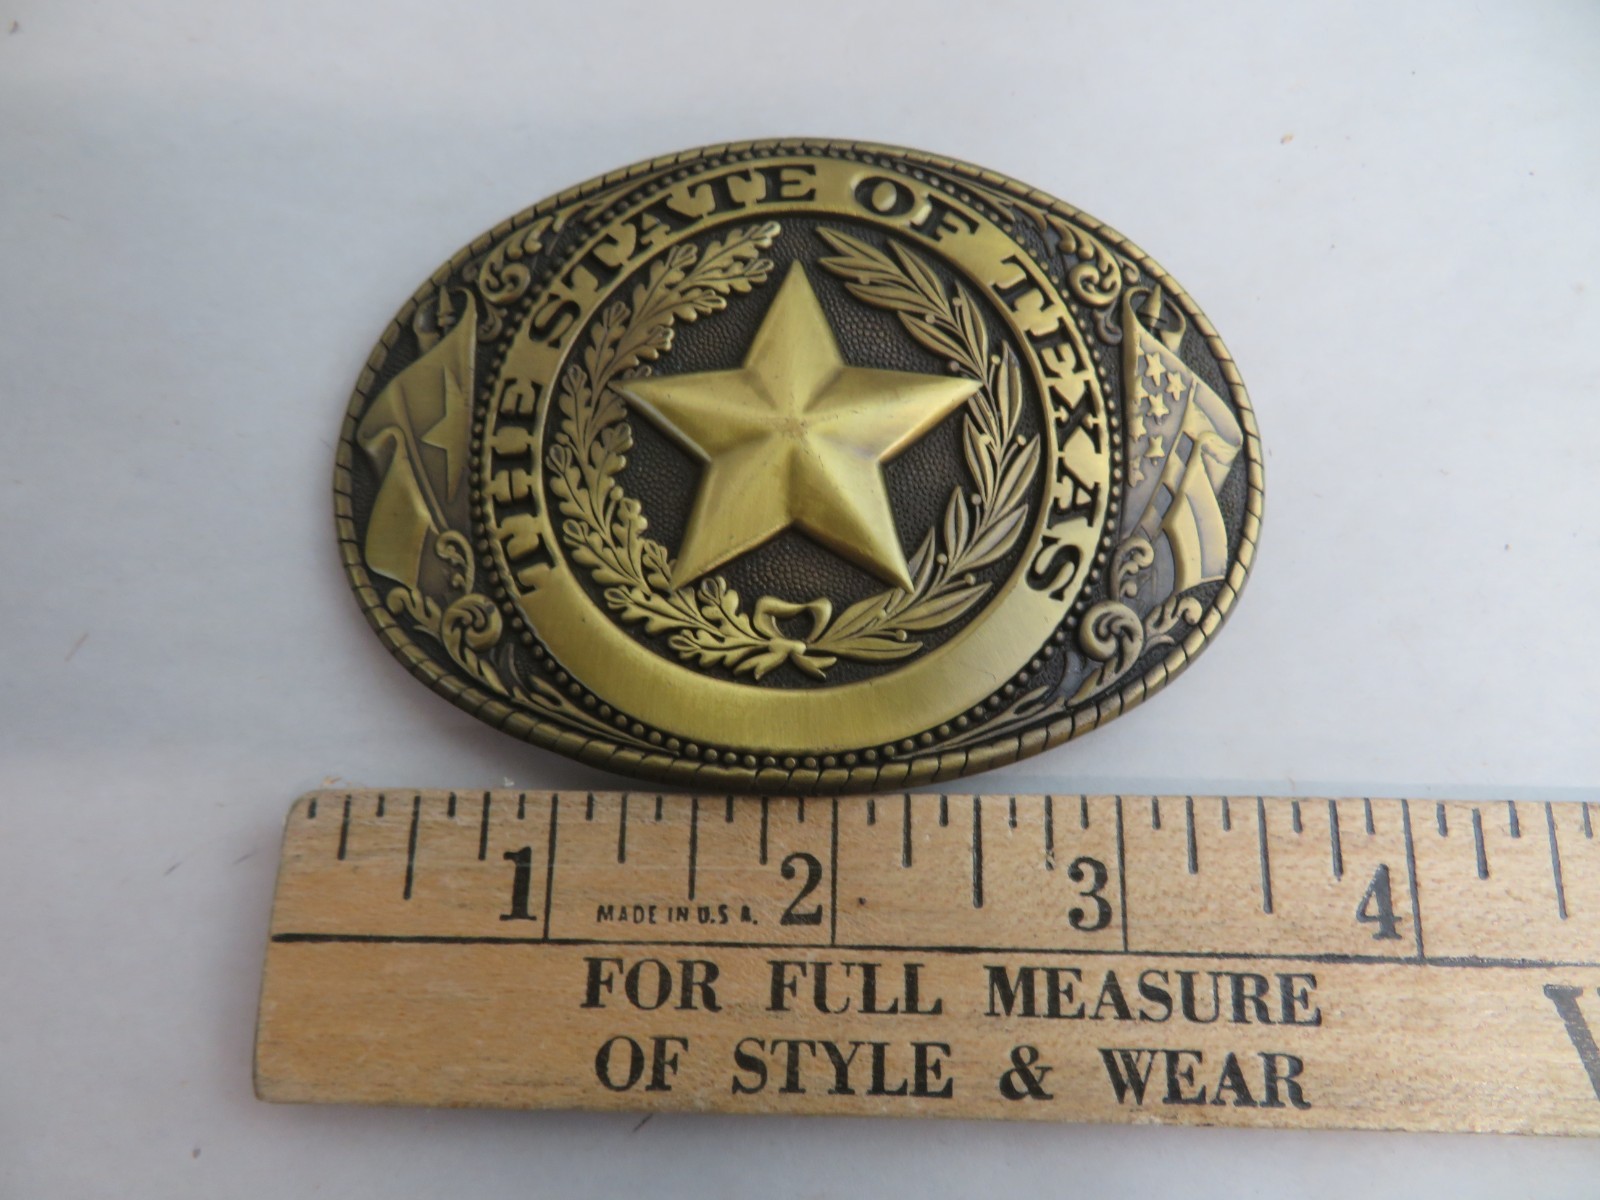 THE STATE OF TEXAS
1 2 3 4
MADE IN U.S.A.
FOR FULL MEASURE
OF STYLE & WEAR